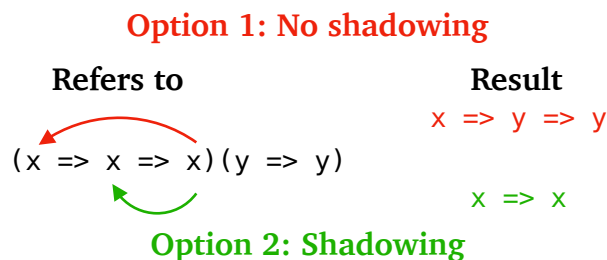 Option 1: No shadowing
Refers to
Result
x => y => y
(x => x => x)(y => y)
x => x
Option 2: Shadowing